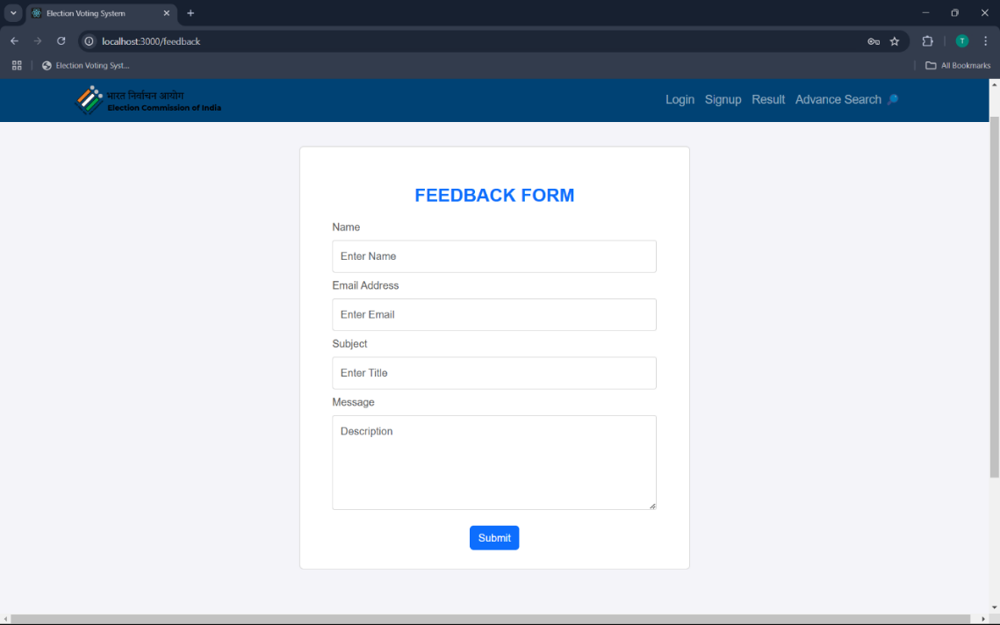 Election Voting System
localhost:3000/feedback
T
Election Voting Syst...
All Bookmarks
भारत निर्वाचन आयोग
Election Commission of India
Login Signup Result Advance Search 🔎
FEEDBACK FORM
Name
Enter Name
Email Address
Enter Email
Subject
Enter Title
Message
Description
Submit